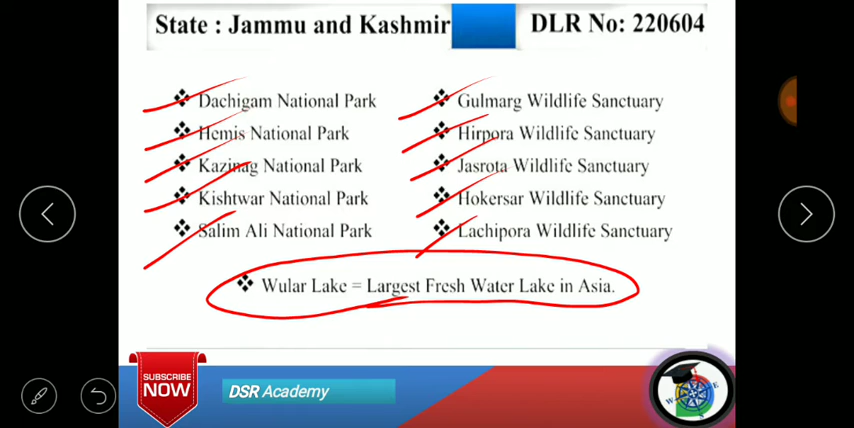 State : Jammu and Kashmir
DLR No: 220604
❖ Dachigam National Park
❖ Hemis National Park
❖ Kazinag National Park
❖ Kishtwar National Park
❖ Salim Ali National Park
❖ Gulmarg Wildlife Sanctuary
❖ Hirpora Wildlife Sanctuary
❖ Jasrota Wildlife Sanctuary
❖ Hokersar Wildlife Sanctuary
❖ Lachipora Wildlife Sanctuary
❖ Wular Lake = Largest Fresh Water Lake in Asia.
SUBSCRIBE
NOW
DSR Academy
W
E
S